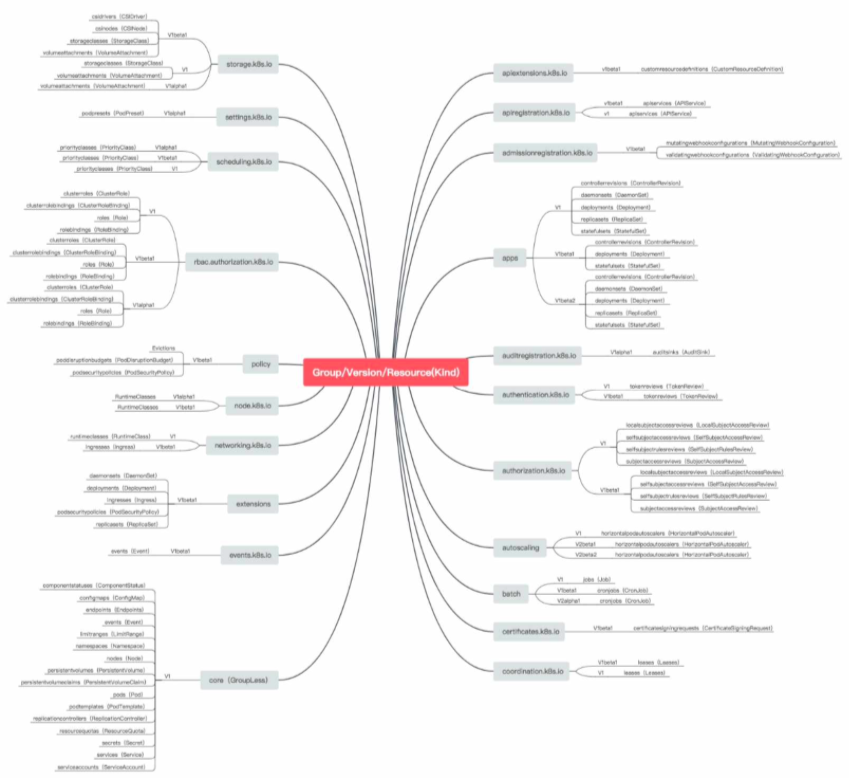 Group/Version/Resource(Kind)
storage.k8s.io
V1beta1
csidrivers (CSIDriver)
csinodes (CSINode)
storageclasses (StorageClass)
volumeattachments (VolumeAttachment)
V1
storageclasses (StorageClass)
volumeattachments (VolumeAttachment)
V1alpha1
volumeattachments (VolumeAttachment)
settings.k8s.io
V1alpha1
podpresets (PodPreset)
scheduling.k8s.io
V1alpha1
priorityclasses (PriorityClass)
V1beta1
priorityclasses (PriorityClass)
V1
priorityclasses (PriorityClass)
rbac.authorization.k8s.io
V1
clusterroles (ClusterRole)
clusterrolebindings (ClusterRoleBinding)
roles (Role)
rolebindings (RoleBinding)
V1beta1
clusterroles (ClusterRole)
clusterrolebindings (ClusterRoleBinding)
roles (Role)
rolebindings (RoleBinding)
V1alpha1
clusterroles (ClusterRole)
clusterrolebindings (ClusterRoleBinding)
roles (Role)
rolebindings (RoleBinding)
policy
V1beta1
Evictions
poddisruptionbudgets (PodDisruptionBudget)
podsecuritypolicies (PodSecurityPolicy)
node.k8s.io
V1alpha1
RuntimeClasses
V1beta1
RuntimeClasses
networking.k8s.io
V1
runtimeclasses (RuntimeClass)
V1beta1
ingresses (Ingress)
extensions
V1beta1
daemonsets (DaemonSet)
deployments (Deployment)
ingresses (Ingress)
podsecuritypolicies (PodSecurityPolicy)
replicasets (ReplicaSet)
events.k8s.io
V1beta1
events (Event)
core (GroupLess)
V1
componentstatuses (ComponentStatus)
configmaps (ConfigMap)
endpoints (Endpoints)
events (Event)
limitranges (LimitRange)
namespaces (Namespace)
nodes (Node)
persistentvolumes (PersistentVolume)
persistentvolumeclaims (PersistentVolumeClaim)
pods (Pod)
podtemplates (PodTemplate)
replicationcontrollers (ReplicationController)
resourcequotas (ResourceQuota)
secrets (Secret)
services (Service)
serviceaccounts (ServiceAccount)
apiextensions.k8s.io
v1beta1
customresourcedefinitions (CustomResourceDefinition)
apiregistration.k8s.io
v1beta1
apiservices (APIService)
v1
apiservices (APIService)
admissionregistration.k8s.io
V1beta1
mutatingwebhookconfigurations (MutatingWebhookConfiguration)
validatingwebhookconfigurations (ValidatingWebhookConfiguration)
apps
V1
controllerrevisions (ControllerRevision)
daemonsets (DaemonSet)
deployments (Deployment)
replicasets (ReplicaSet)
statefulsets (StatefulSet)
V1beta1
controllerrevisions (ControllerRevision)
deployments (Deployment)
statefulsets (StatefulSet)
V1beta2
controllerrevisions (ControllerRevision)
daemonsets (DaemonSet)
deployments (Deployment)
replicasets (ReplicaSet)
statefulsets (StatefulSet)
auditregistration.k8s.io
V1alpha1
auditsinks (AuditSink)
authentication.k8s.io
V1
tokenreviews (TokenReview)
V1beta1
tokenreviews (TokenReview)
authorization.k8s.io
V1
localsubjectaccessreviews (LocalSubjectAccessReview)
selfsubjectaccessreviews (SelfSubjectAccessReview)
selfsubjectrulesreviews (SelfSubjectRulesReview)
subjectaccessreviews (SubjectAccessReview)
V1beta1
localsubjectaccessreviews (LocalSubjectAccessReview)
selfsubjectaccessreviews (SelfSubjectAccessReview)
selfsubjectrulesreviews (SelfSubjectRulesReview)
subjectaccessreviews (SubjectAccessReview)
autoscaling
V1
horizontalpodautoscalers (HorizontalPodAutoscaler)
V2beta1
horizontalpodautoscalers (HorizontalPodAutoscaler)
V2beta2
horizontalpodautoscalers (HorizontalPodAutoscaler)
batch
V1
jobs (Job)
V1beta1
cronjobs (CronJob)
V2alpha1
cronjobs (CronJob)
certificates.k8s.io
V1beta1
certificatesigningrequests (CertificateSigningRequest)
coordination.k8s.io
V1beta1
leases (Leases)
V1
leases (Leases)